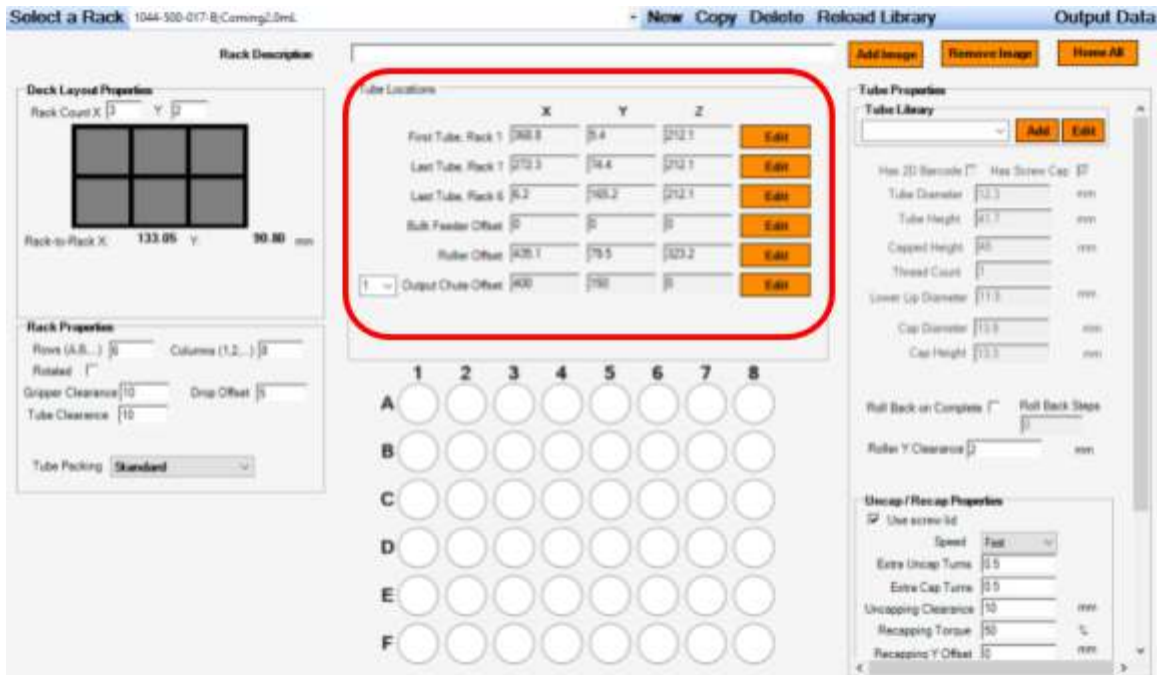 Select a Rack 1044-500-017-B;Corning2.0mL New Copy Delete Reload Library Output Data
Rack Description Add Image Remove Image Home All
Deck Layout Properties
Rack Count X 3 Y 2
Rack-to-Rack X: 133.05 Y: 90.80 mm
Rack Properties
Rows (A,B,...) 6 Columns (1,2,...) 8
Rotated
Gripper Clearance 10 Drop Offset 5
Tube Clearance 10
Tube Packing Standard
Tube Locations
X Y Z
First Tube, Rack 1 368.8 5.4 212.1 Edit
Last Tube, Rack 1 272.3 74.4 212.1 Edit
Last Tube, Rack 6 6.2 165.2 212.1 Edit
Bulk Feeder Offset 0 0 0 Edit
Roller Offset 435.1 79.5 323.2 Edit
1 Output Chute Offset 400 150 0 Edit
1 2 3 4 5 6 7 8
A
B
C
D
E
F
Tube Properties
Tube Library
Add Edit
Has 2D Barcode Has Screw Cap
Tube Diameter 12.3 mm
Tube Height 41.7 mm
Capped Height 46 mm
Thread Count 1
Lower Lip Diameter 11.9 mm
Cap Diameter mm
Cap Height 13.3 mm
Roll Back on Complete Roll Back Steps
0
Roller Y Clearance 2 mm
Uncap / Recap Properties
Use screw lid
Speed Fast
Extra Uncap Turns 0.5
Extra Cap Turns 0.5
Uncapping Clearance 10 mm
Recapping Torque 50 %
Recapping Y Offset 0 mm